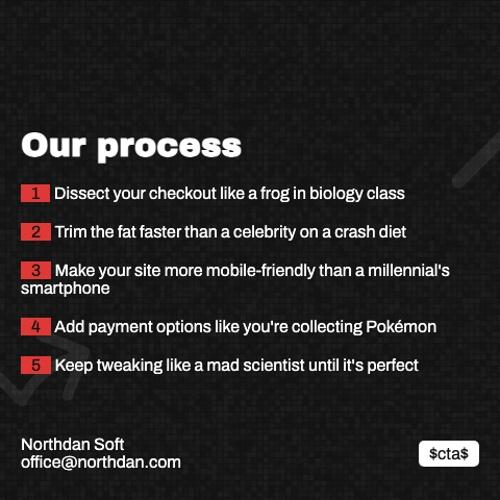 Our process
1 Dissect your checkout like a frog in biology class
2 Trim the fat faster than a celebrity on a crash diet
3 Make your site more mobile-friendly than a millennial's
smartphone
4 Add payment options like you're collecting Pokémon
5 Keep tweaking like a mad scientist until it's perfect
Northdan Soft
office@northdan.com
$cta$